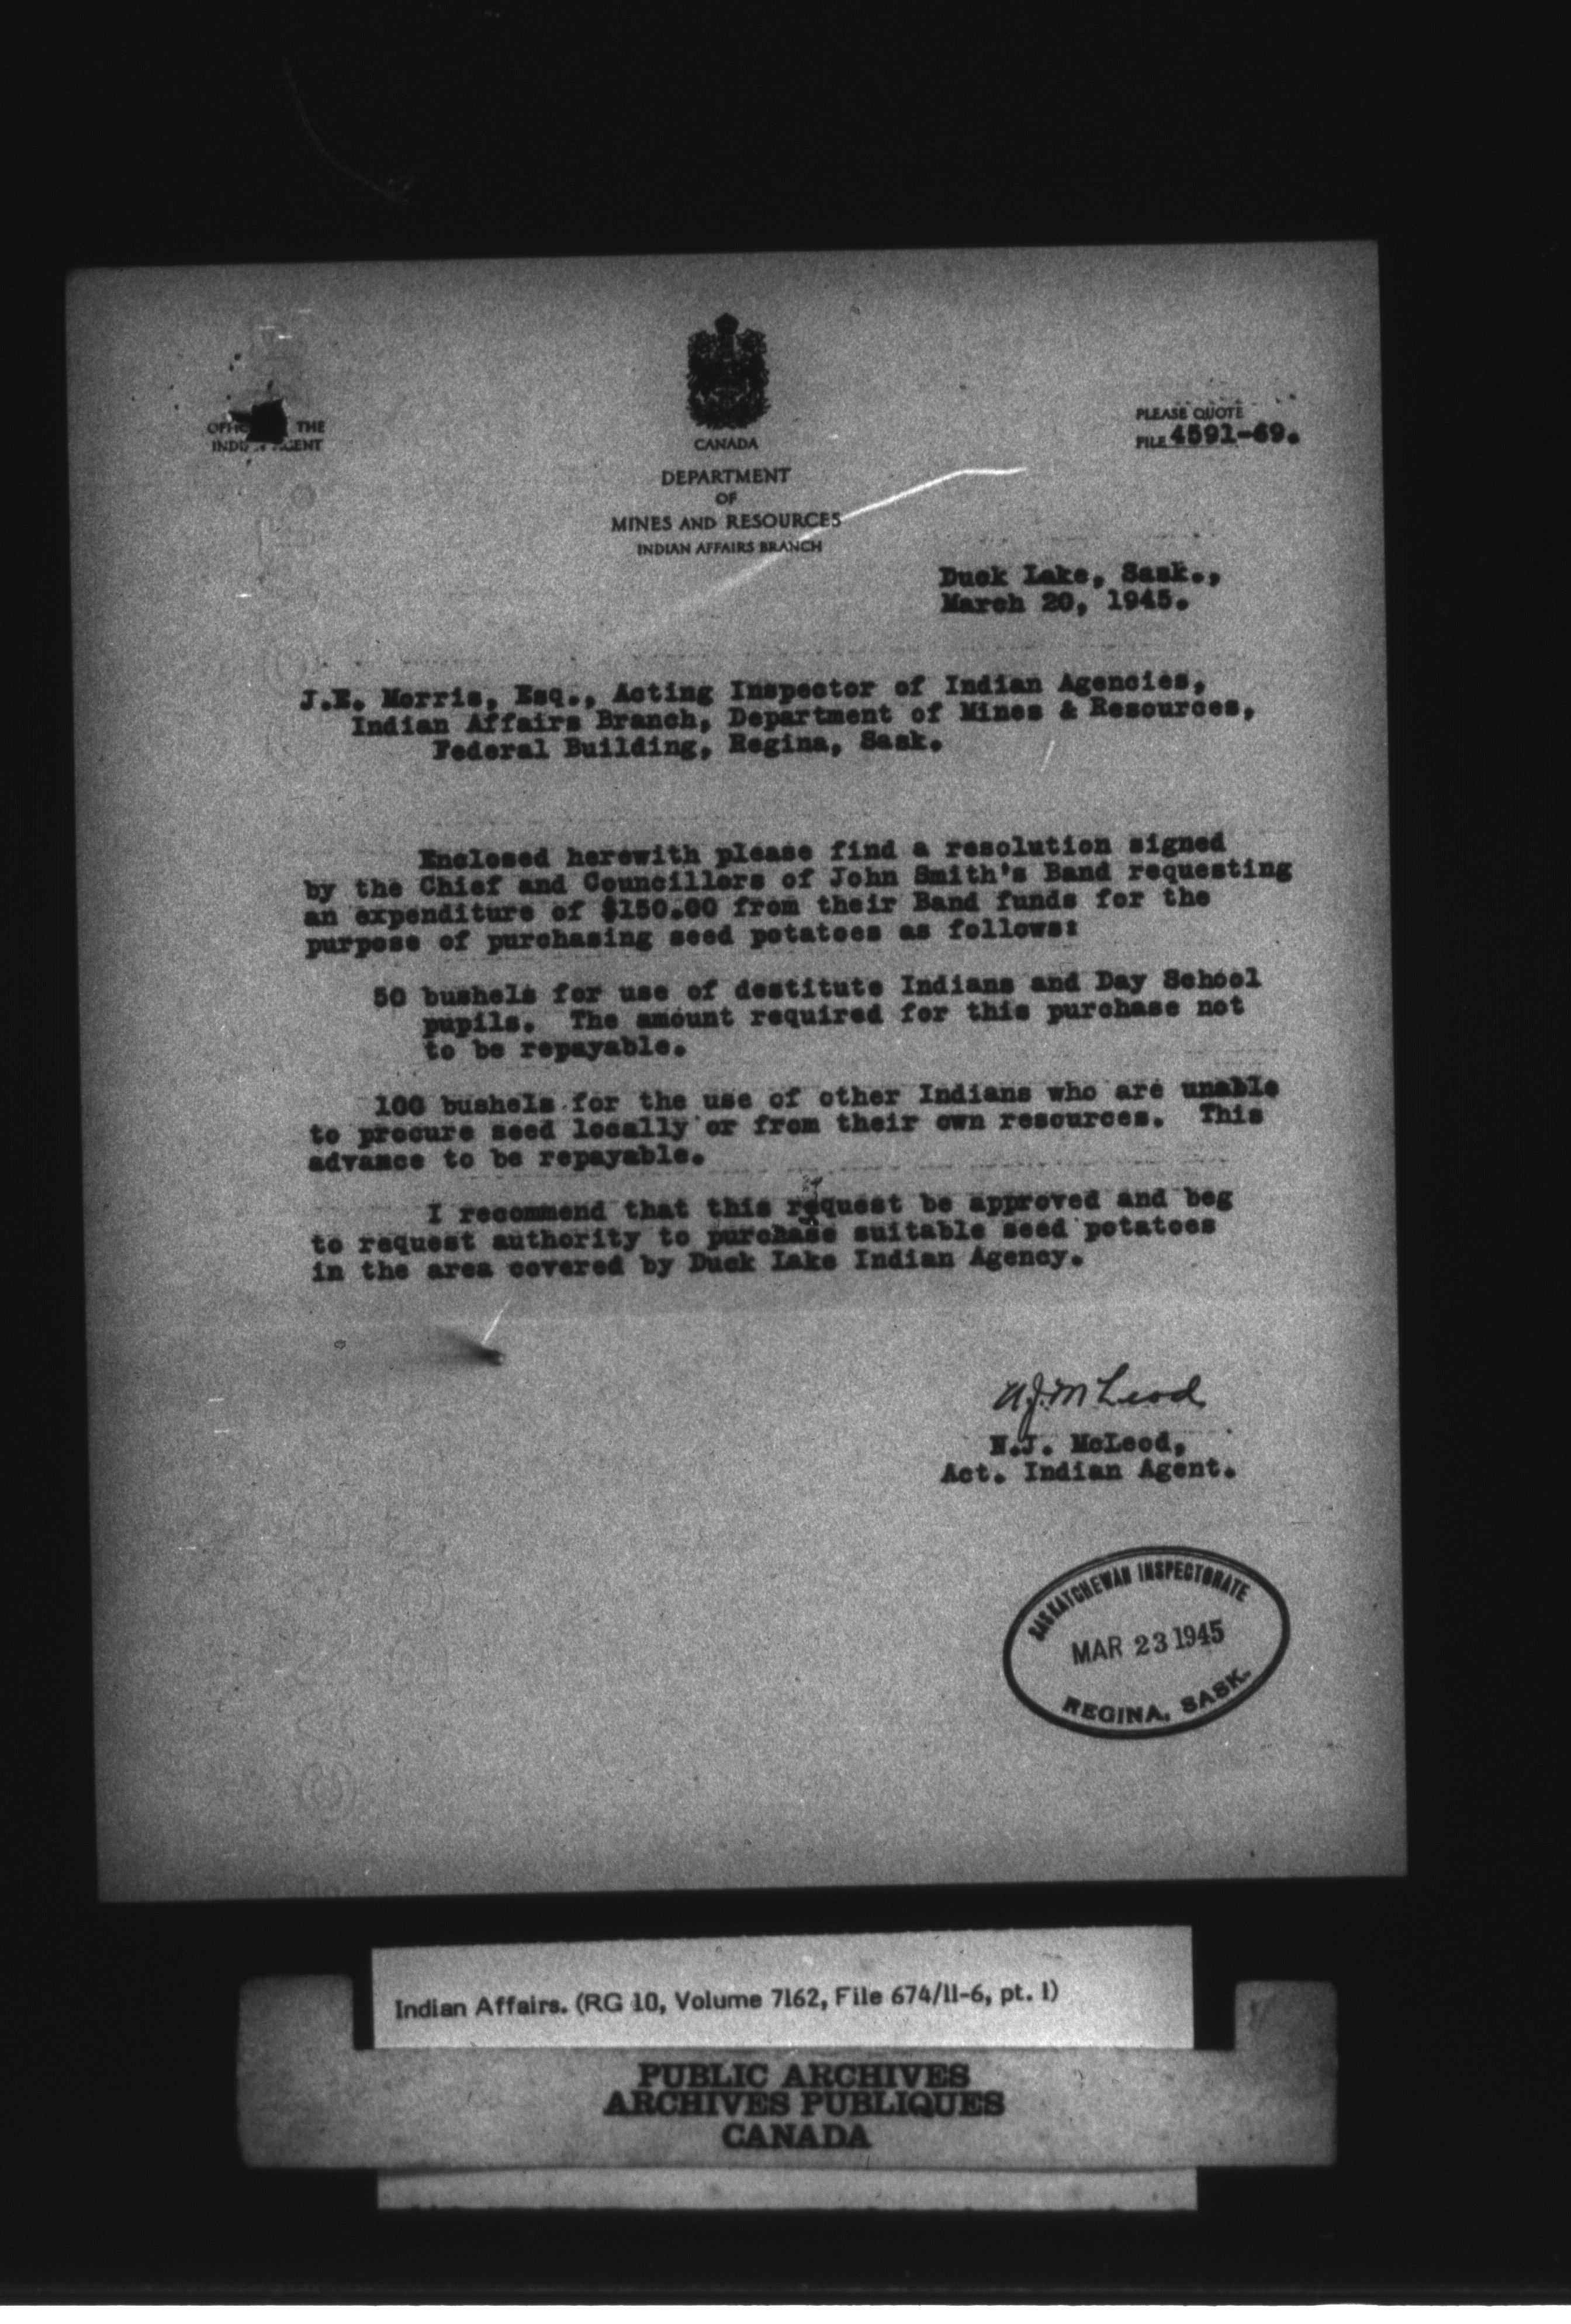 OFFICE OF THE
INDIAN AGENT
CANADA
DEPARTMENT
OF
MINES AND RESOURCES
INDIAN AFFAIRS BRANCH
PLEASE QUOTE
FILE 4591-69.
Duck Lake, Sask.,
March 20, 1945.
J.E. Morris, Esq., Acting Inspector of Indian Agencies,
Indian Affairs Branch, Department of Mines & Resources,
Federal Building, Regina, Sask.
Enclosed herewith please find a resolution signed
by the Chief and Councillors of John Smith's Band requesting
an expenditure of $150.00 from their Band funds for the
purpose of purchasing seed potatoes as follows:
50 bushels for use of destitute Indians and Day School
pupils. The amount required for this purchase not
to be repayable.
100 bushels for the use of other Indians who are unable
to procure seed locally or from their own resources. This
advance to be repayable.
I recommend that this request be approved and beg
to request authority to purchase suitable seed potatoes
in the area covered by Duck Lake Indian Agency.
N.J. McLeod
N.J. McLeod,
Act. Indian Agent.
SASKATCHEWAN INSPECTORATE
MAR 23 1945
REGINA, SASK.
Indian Affairs. (RG 10, Volume 7162, File 674/11-6, pt. 1)
PUBLIC ARCHIVES
ARCHIVES PUBLIQUES
CANADA